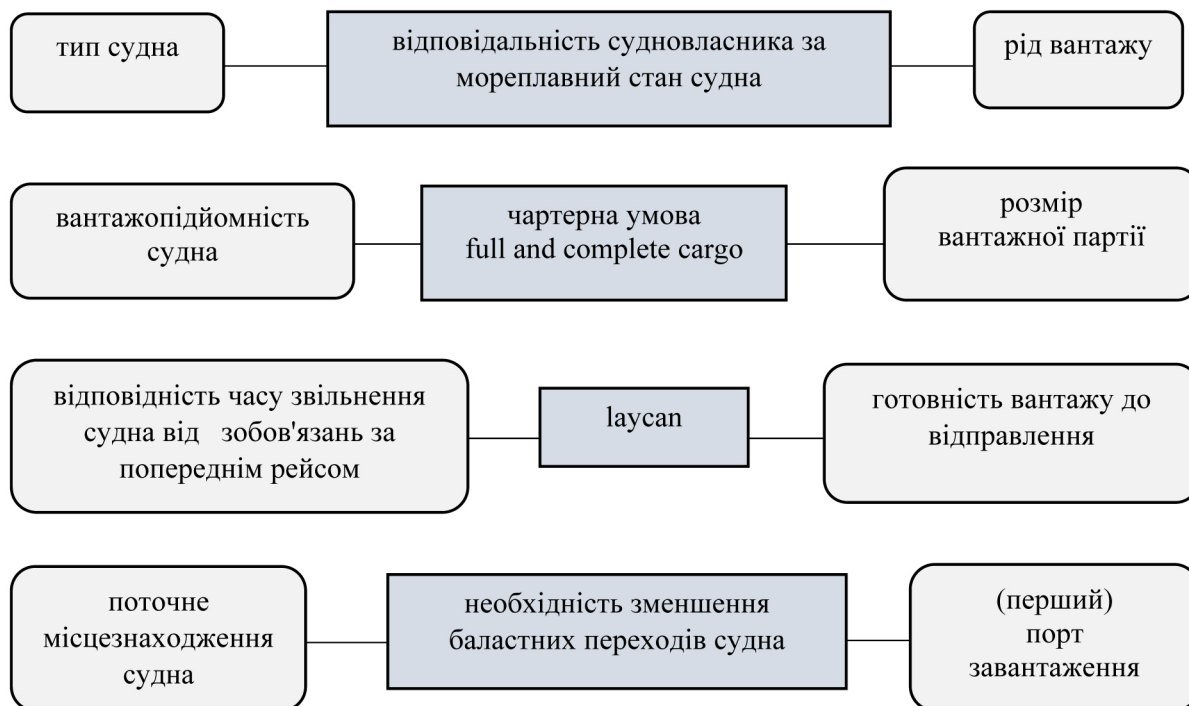 тип судна
відповідальність судновласника за
мореплавний стан судна
рід вантажу
вантажопідйомність
судна
чартерна умова
full and complete cargo
розмір
вантажної партії
відповідність часу звільнення
судна від зобов'язань за
попереднім рейсом
laycan
готовність вантажу до
відправлення
поточне
місцезнаходження
судна
необхідність зменшення
баластних переходів судна
(перший)
порт
завантаження